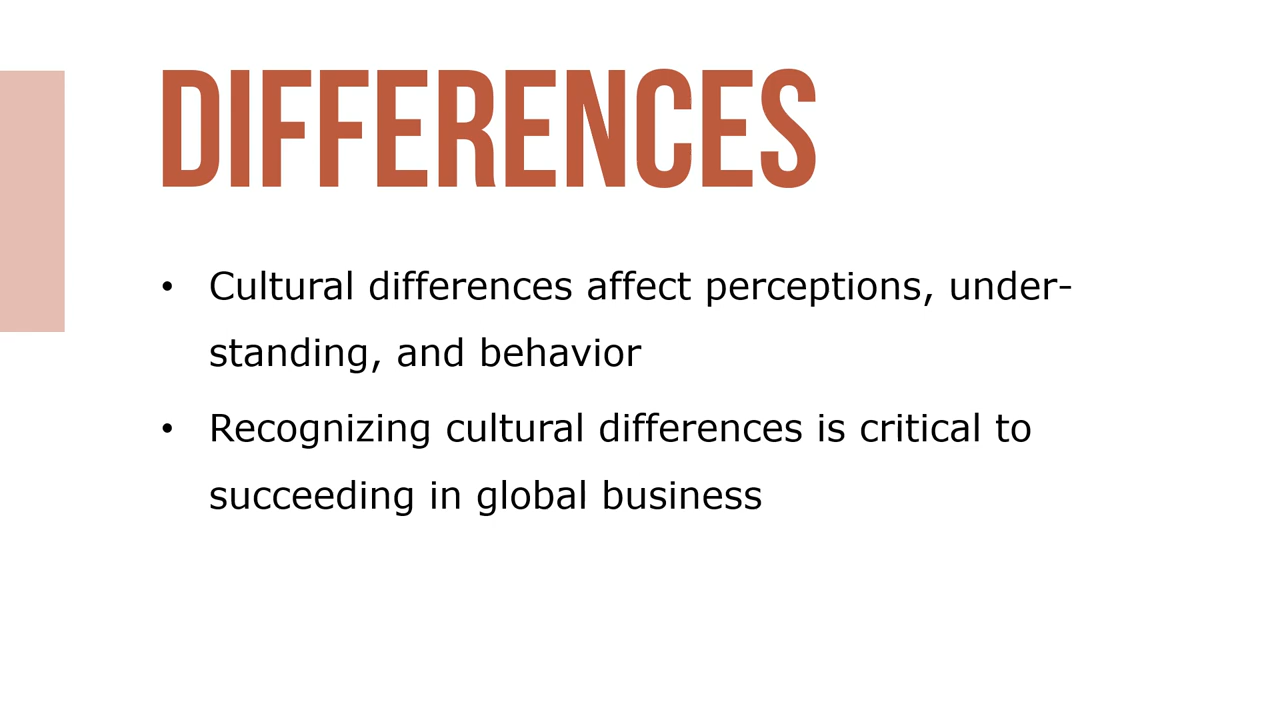 DIFFERENCES
• Cultural differences affect perceptions, under-
standing, and behavior
• Recognizing cultural differences is critical to
succeeding in global business